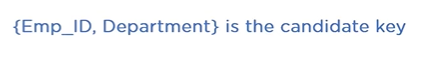 {Emp_ID, Department} is the candidate key